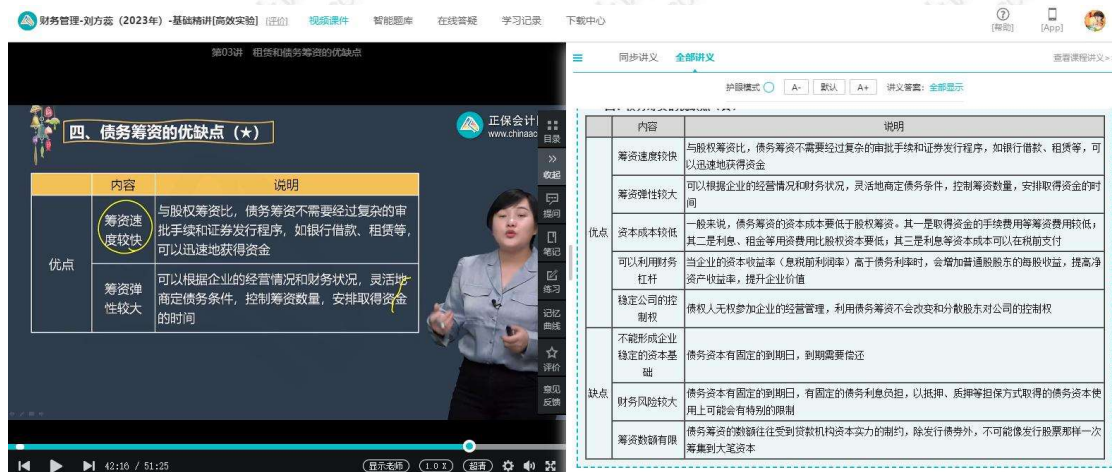 财务管理-刘方蕊（2023年）-基础精讲[高效实验] [评价] 视频课件 智能题库 在线答疑 学习记录 下载中心
[帮助] [App]
第03讲 租赁和债务筹资的优缺点
四、债务筹资的优缺点（★）
正保会计
www.chinaac
内容 说明
优点
筹资速
度较快
与股权筹资比，债务筹资不需要经过复杂的审
批手续和证券发行程序，如银行借款、租赁等，
可以迅速地获得资金
筹资弹
性较大
可以根据企业的经营情况和财务状况，灵活地
商定债务条件，控制筹资数量，安排取得资金
的时间
目录
收起
提问
笔记
练习
记忆
曲线
评价
意见
反馈
42:16 / 51:25 显示老师 1.0 X 超清
同步讲义 全部讲义 查看课程讲义>
护眼模式 A- 默认 A+ 讲义答案：全部显示
内容 说明
优点
筹资速度较快
与股权筹资比，债务筹资不需要经过复杂的审批手续和证券发行程序，如银行借款、租赁等，可
以迅速地获得资金
筹资弹性较大
可以根据企业的经营情况和财务状况，灵活地商定债务条件，控制筹资数量，安排取得资金的时
间
资本成本较低
一般来说，债务筹资的资本成本要低于股权筹资。其一是取得资金的手续费用等筹资费用较低；
其二是利息、租金等用资费用比股权资本要低；其三是利息等资本成本可以在税前支付
可以利用财务
杠杆
当企业的资本收益率（息税前利润率）高于债务利率时，会增加普通股股东的每股收益，提高净
资产收益率，提升企业价值
稳定公司的控
制权
债权人无权参加企业的经营管理，利用债务筹资不会改变和分散股东对公司的控制权
缺点
不能形成企业
稳定的资本基
础
债务资本有固定的到期日，到期需要偿还
财务风险较大
债务资本有固定的到期日，有固定的债务利息负担，以抵押、质押等担保方式取得的债务资本使
用上可能会有特别的限制
筹资数额有限
债务筹资的数额往往受到贷款机构资本实力的制约，除发行债券外，不可能像发行股票那样一次
筹集到大笔资本